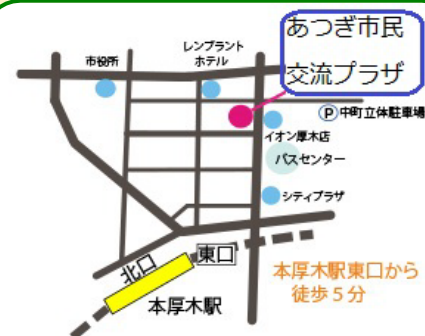 あつぎ市民
交流プラザ
レンブラント
ホテル
市役所
Ⓟ中町立体駐車場
イオン厚木店
バスセンター
シティプラザ
東口
北口
本厚木駅
本厚木駅東口から
徒歩5分